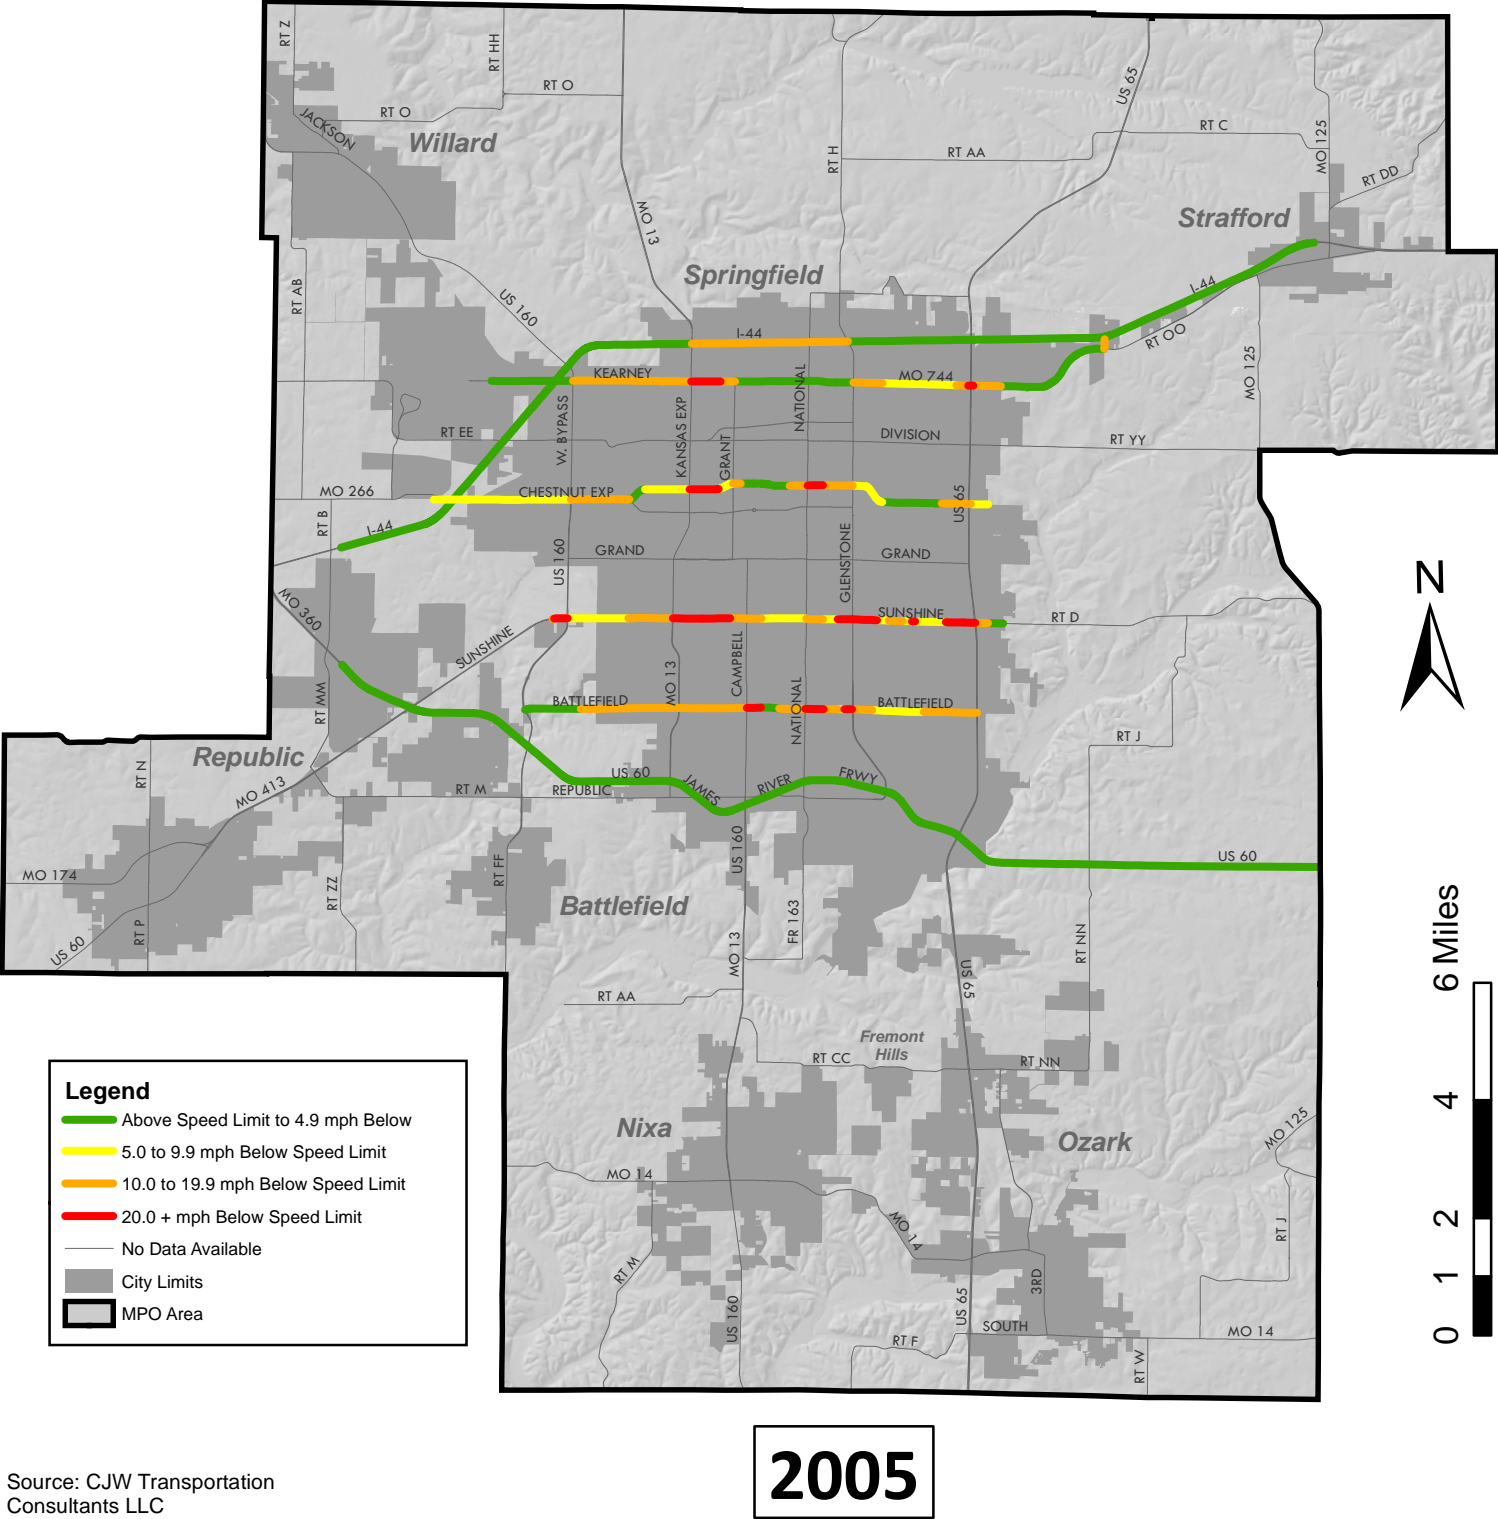 RT Z
RT HH
RT O
RT O
JACKSON
Willard
US 65
RT C
MO 125
RT H
RT AA
RT DD
MO 13
Strafford
Springfield
RT AB
US 160
I-44
I-44
RT OO
KEARNEY
MO 744
MO 125
W. BYPASS
KANSAS EXP
NATIONAL
GRANT
RT EE
DIVISION
RT YY
MO 266
CHESTNUT EXP
US 65
RT B
I-44
US 160
GRAND
GLENSTONE
GRAND
N
MO 360
SUNSHINE
SUNSHINE
RT D
CAMPBELL
RT MM
MO 13
NATIONAL
BATTLEFIELD
BATTLEFIELD
RT J
Republic
RT N
MO 413
RT M
US 60
REPUBLIC
JAMES
RIVER
FRWY
US 160
US 60
MO 174
RT ZZ
RT FF
Battlefield
RT P
US 60
FR 163
MO 13
US 65
RT NN
RT AA
Fremont
Hills
RT CC
RT NN
Nixa
Ozark
MO 125
MO 14
MO 14
RT J
RT M
US 160
3RD
US 65
SOUTH
MO 14
RT F
RT W
6 Miles
4
2
1
0
Legend
Above Speed Limit to 4.9 mph Below
5.0 to 9.9 mph Below Speed Limit
10.0 to 19.9 mph Below Speed Limit
20.0 + mph Below Speed Limit
No Data Available
City Limits
MPO Area
2005
Source: CJW Transportation
Consultants LLC